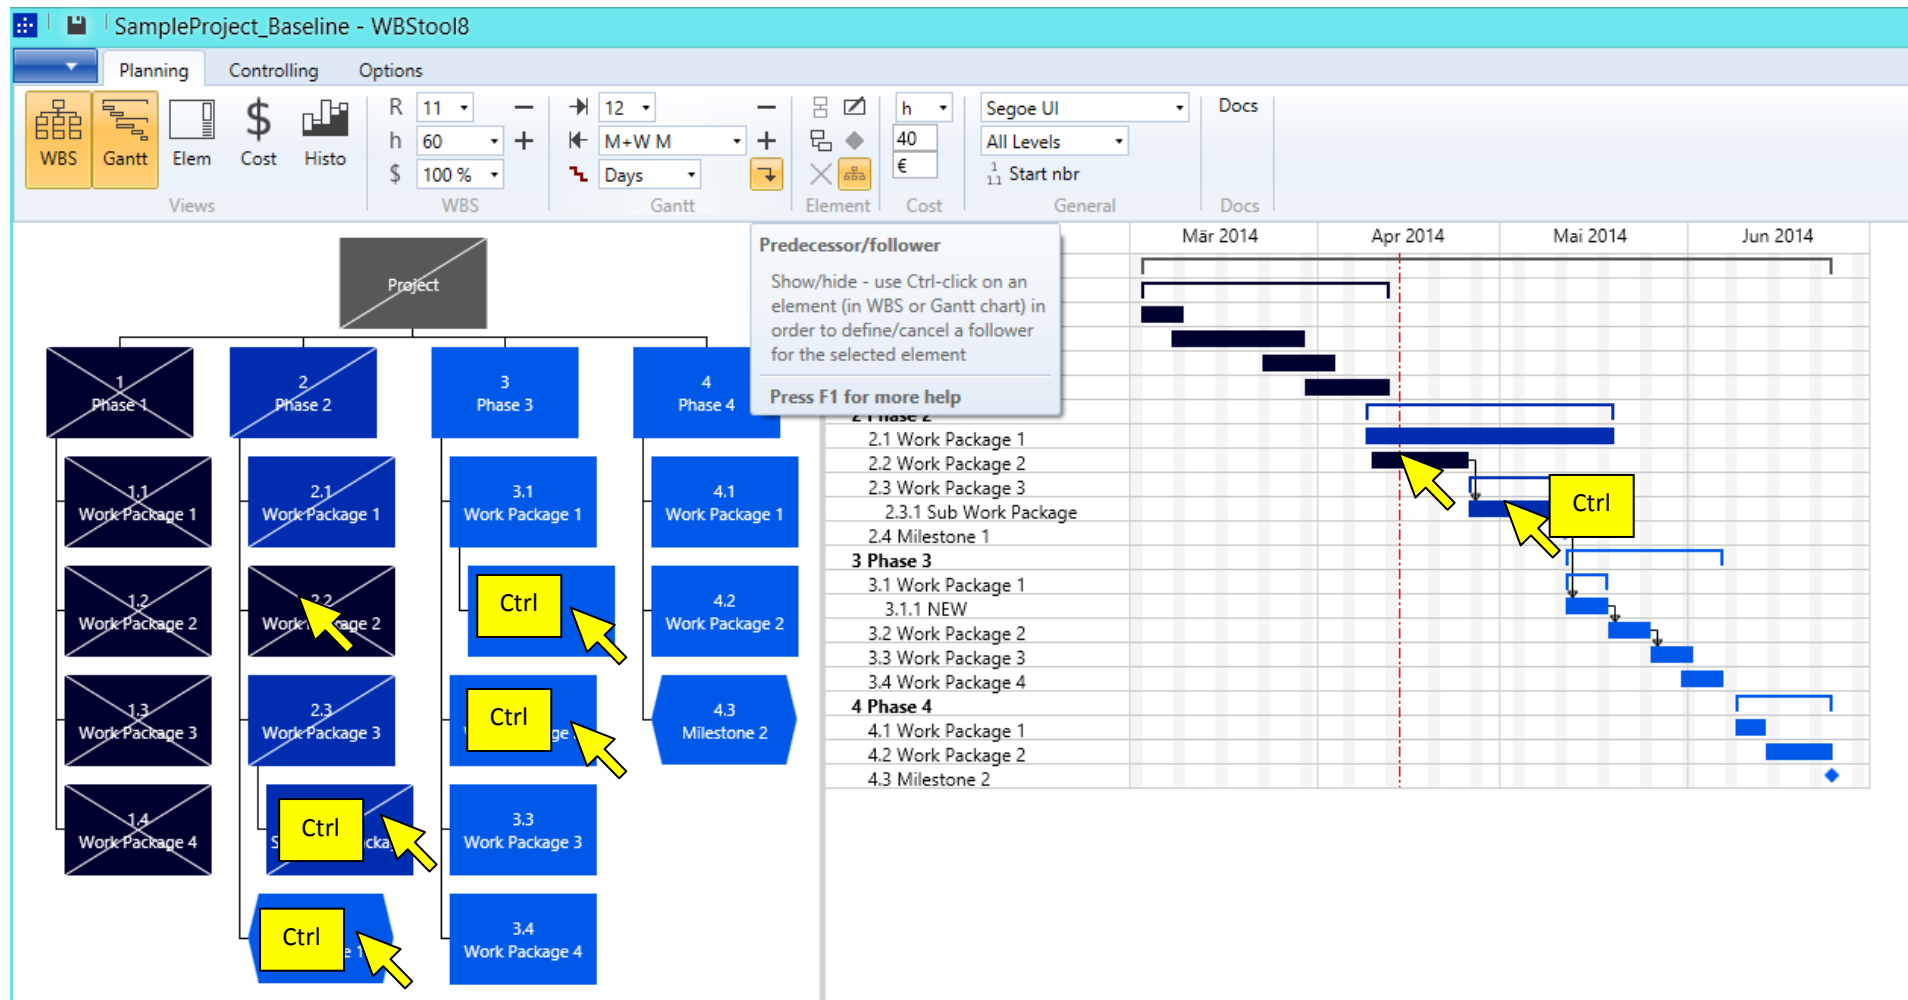 SampleProject_Baseline - WBStool8
Planning Controlling Options
WBS Gantt Elem Cost Histo
Views
R 11
h 60
$ 100 %
WBS
12
M+W M
Days
Gantt
Element
h
40
€
Cost
Segoe UI
All Levels
1 1.1 Start nbr
General
Docs
Docs
Predecessor/follower
Show/hide - use Ctrl-click on an
element (in WBS or Gantt chart) in
order to define/cancel a follower
for the selected element
Press F1 for more help
Project
1
Phase 1
2
Phase 2
3
Phase 3
4
Phase 4
1.1
Work Package 1
1.2
Work Package 2
1.3
Work Package 3
1.4
Work Package 4
2.1
Work Package 1
2.2
Work Package 2
2.3
Work Package 3
Ctrl
Ctrl
3.1
Work Package 1
Ctrl
Ctrl
3.3
Work Package 3
3.4
Work Package 4
4.1
Work Package 1
4.2
Work Package 2
4.3
Milestone 2
Mär 2014 Apr 2014 Mai 2014 Jun 2014
2 Phase 2
2.1 Work Package 1
2.2 Work Package 2
2.3 Work Package 3
2.3.1 Sub Work Package
2.4 Milestone 1
3 Phase 3
3.1 Work Package 1
3.1.1 NEW
3.2 Work Package 2
3.3 Work Package 3
3.4 Work Package 4
4 Phase 4
4.1 Work Package 1
4.2 Work Package 2
4.3 Milestone 2
Ctrl